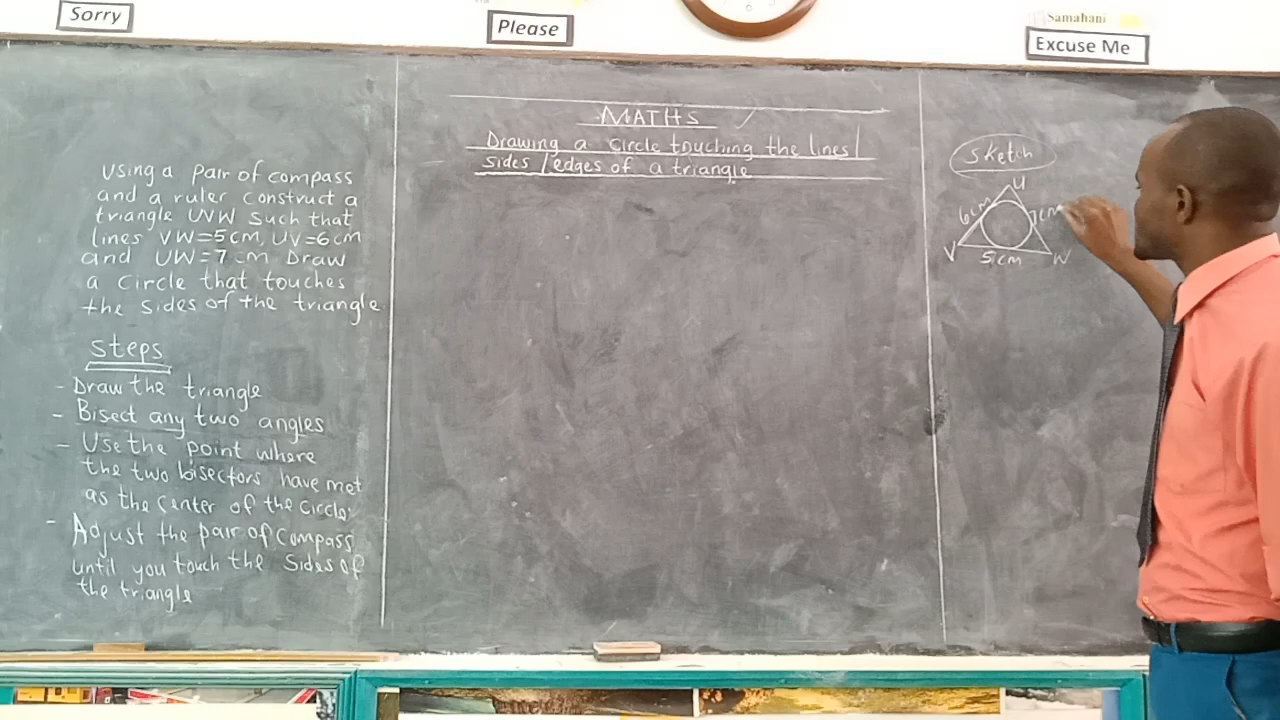 Sorry
Please
Samahani
Excuse Me
Using a pair of compass
and a ruler construct a
triangle UVW such that
lines VW=5cm, UV=6cm
and UW=7cm Draw
a circle that touches
the sides of the triangle
Steps
- Draw the triangle
- Bisect any two angles
- Use the point where
the two bisectors have met
as the center of the circle.
- Adjust the pair of compass
until you touch the sides of
the triangle
MATHS
Drawing a circle touching the lines/
sides / edges of a triangle
Sketch
U
6cm
7cm
V
5cm
W